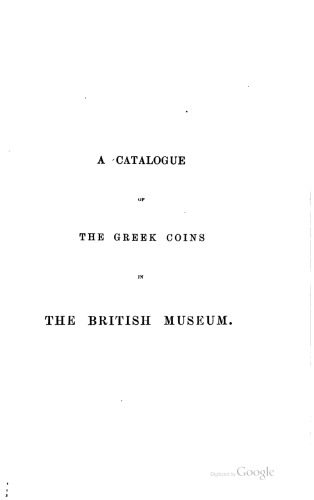 A CATALOGUE
OF
THE GREEK COINS
IN
THE BRITISH MUSEUM.
Digitized by Google